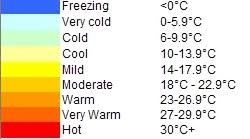 Freezing <0°C
Very cold 0-5.9°C
Cold 6-9.9°C
Cool 10-13.9°C
Mild 14-17.9°C
Moderate 18°C - 22.9°C
Warm 23-26.9°C
Very Warm 27-29.9°C
Hot 30°C+